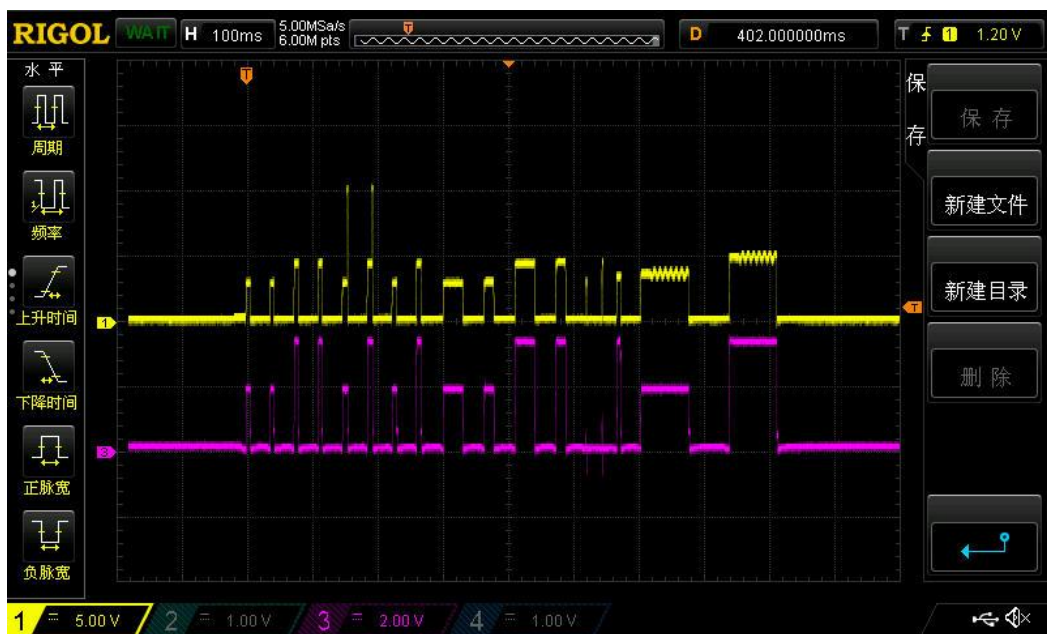 RIGOL WAIT H 100ms 5.00MSa/s 6.00M pts T D 402.000000ms T 1 1.20 V
水平
周期
频率
上升时间
下降时间
正脉宽
负脉宽
T
1
3
T
保存
保存
新建文件
新建目录
删除
1 = 5.00 V 2 = 1.00 V 3 = 2.00 V 4 = 1.00 V